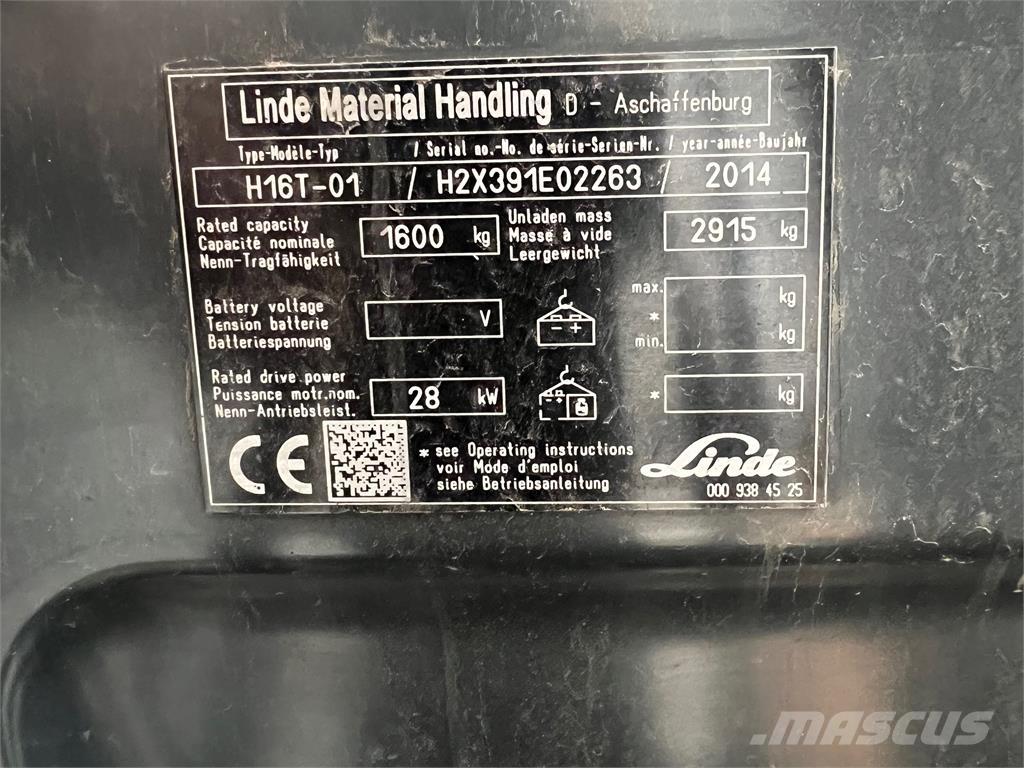 Linde Material Handling D - Aschaffenburg
Type-Modèle-Typ / Serial no.-No. de série-Serien-Nr. / year-année-Baujahr
H16T-01 / H2X391E02263 / 2014
Rated capacity
Capacité nominale
Nenn-Tragfähigkeit
1600 kg
Unladen mass
Masse à vide
Leergewicht
2915 kg
Battery voltage
Tension batterie
Batteriespannung
V
- +
max.
*
min.
kg
kg
Rated drive power
Puissance motr.nom.
Nenn-Antriebsleist.
28 kW
- +
* kg
CE
* see Operating instructions
voir Mode d'emploi
siehe Betriebsanleitung
Linde
000 938 45 25
MASCUS